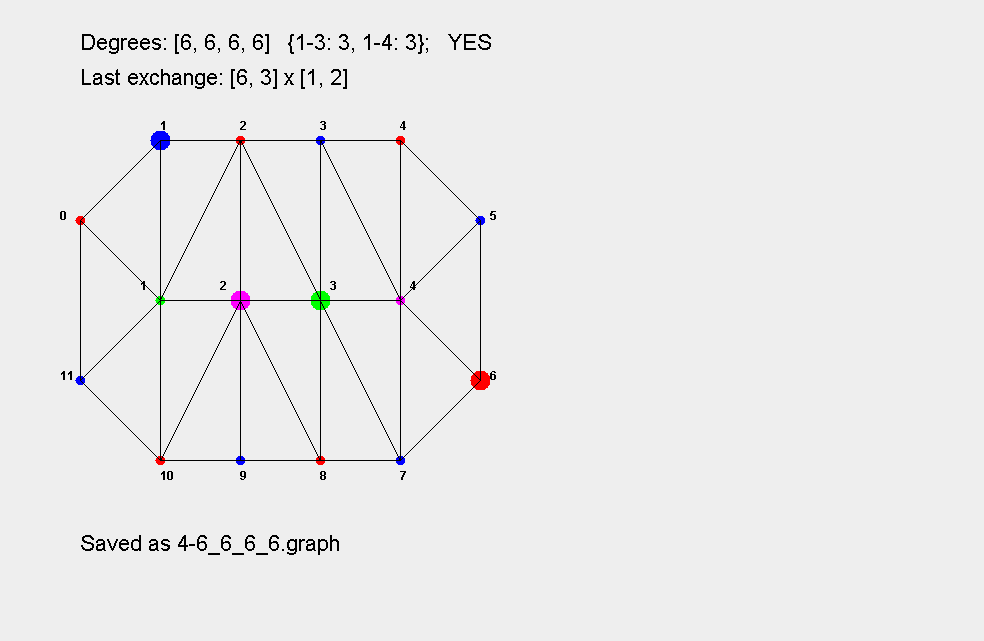 Degrees: [6, 6, 6, 6] {1-3: 3, 1-4: 3}; YES
Last exchange: [6, 3] x [1, 2]
1 2 3 4
0 5
1 2 3 4
11 6
10 9 8 7
Saved as 4-6_6_6_6.graph